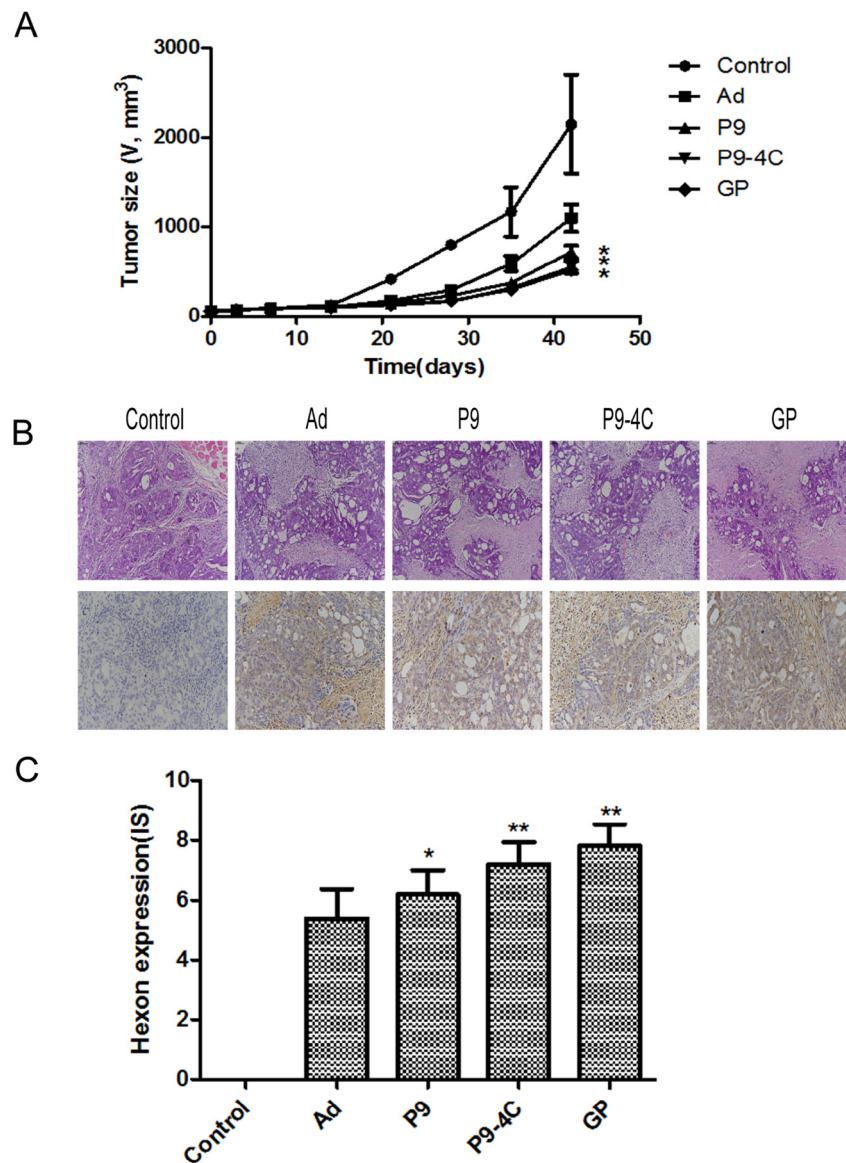 A
Tumor size (V, mm³)
3000
2000
1000
0
0 10 20 30 40 50
Time(days)
Control
Ad
P9
P9-4C
GP
*
*
*
B
Control Ad P9 P9-4C GP
C
Hexon expression(IS)
10
8
6
4
2
0
* ** **
Control Ad P9 P9-4C GP